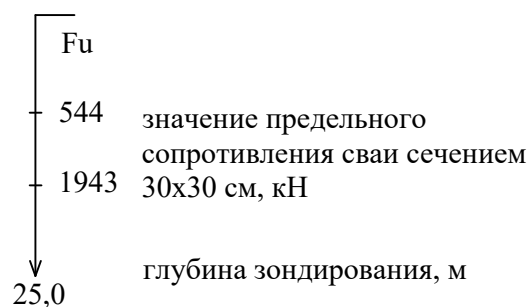 Fu
544
значение предельного
сопротивления сваи сечением
1943
30х30 см, кН
глубина зондирования, м
25,0